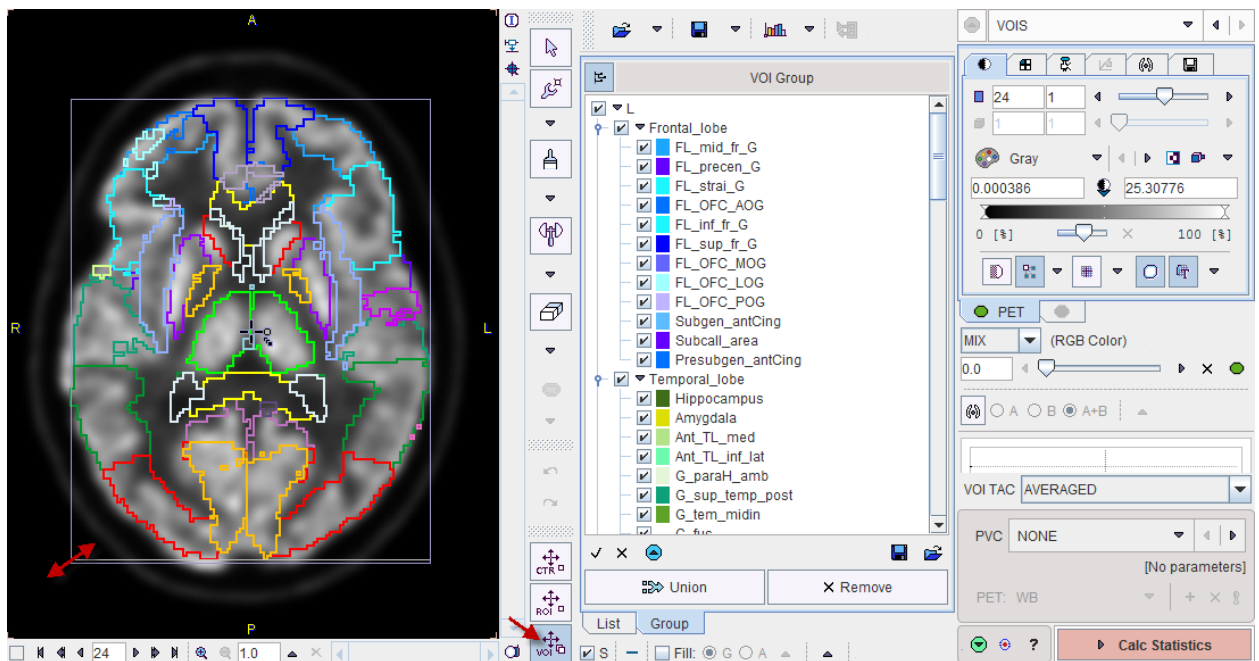 A
R
L
P
24
1.0
CTR
ROI
VOI
VOI Group
L
Frontal_lobe
FL_mid_fr_G
FL_precen_G
FL_strai_G
FL_OFC_AOG
FL_inf_fr_G
FL_sup_fr_G
FL_OFC_MOG
FL_OFC_LOG
FL_OFC_POG
Subgen_antCing
Subcall_area
Presubgen_antCing
Temporal_lobe
Hippocampus
Amygdala
Ant_TL_med
Ant_TL_inf_lat
G_paraH_amb
G_sup_temp_post
G_tem_midin
G_fus
Union
Remove
List Group
S Fill: G A
VOIS
24 1
1 1
Gray
0.000386 25.30776
0 [%] 100 [%]
PET
MIX (RGB Color)
0.0
A B A+B
VOI TAC AVERAGED
PVC NONE
[No parameters]
PET: WB
? Calc Statistics